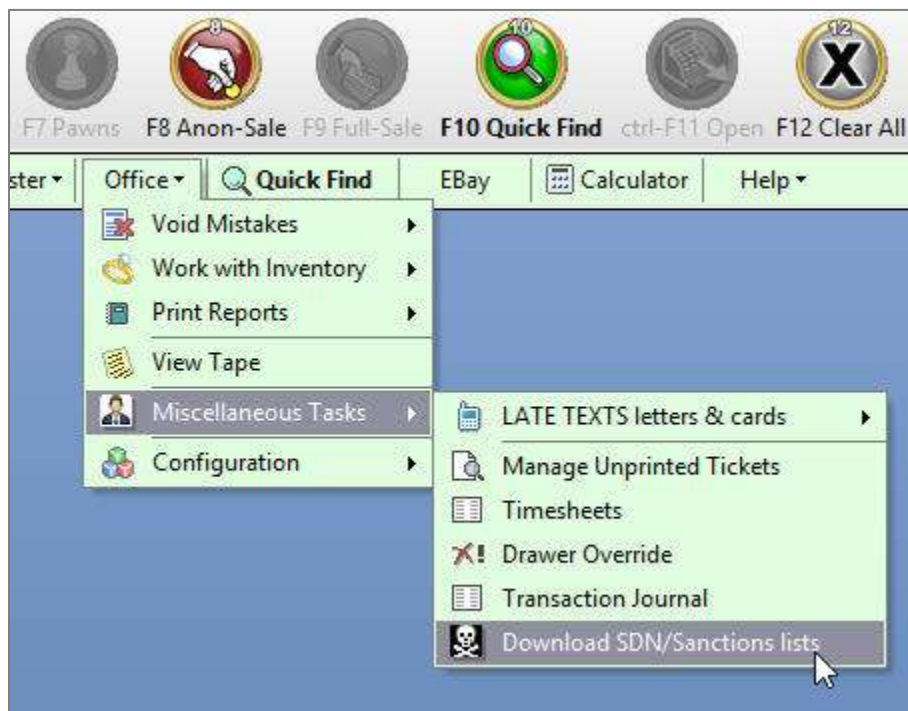 8 10 12
F7 Pawns F8 Anon-Sale F9 Full-Sale F10 Quick Find ctrl-F11 Open F12 Clear All
ster Office Quick Find EBay Calculator Help
Void Mistakes
Work with Inventory
Print Reports
View Tape
Miscellaneous Tasks
Configuration
LATE TEXTS letters & cards
Manage Unprinted Tickets
Timesheets
Drawer Override
Transaction Journal
Download SDN/Sanctions lists